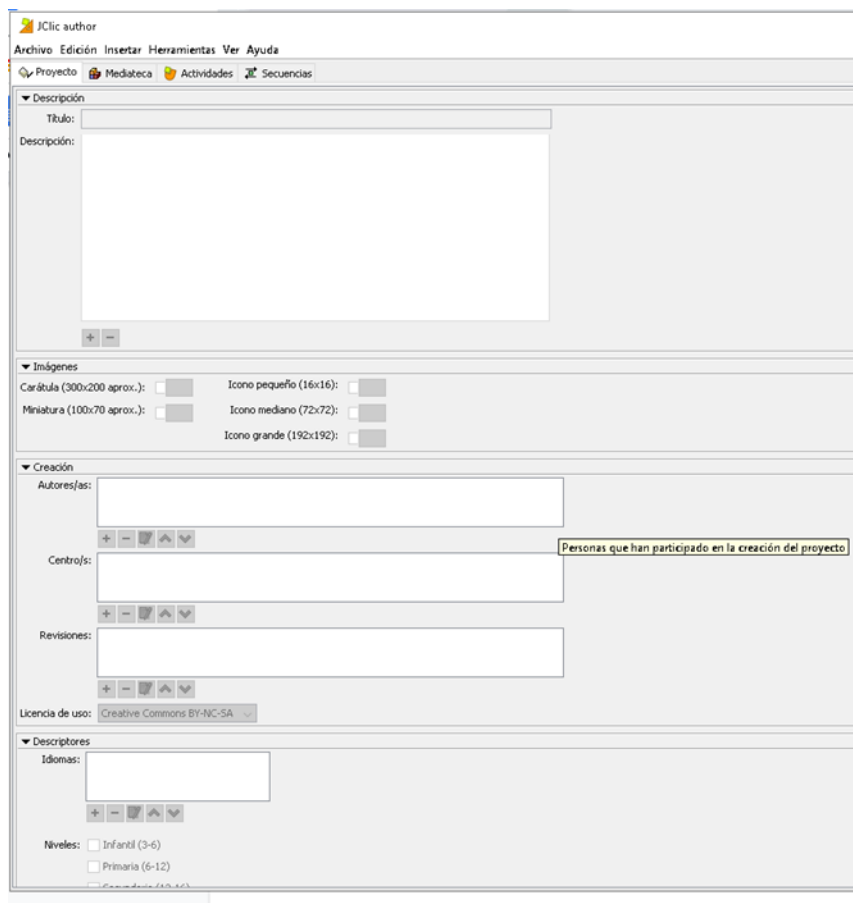 JClic author
Archivo Edición Insertar Herramientas Ver Ayuda
Proyecto Mediateca Actividades Secuencias
Descripción
Título:
Descripción:
Imágenes
Carátula (300x200 aprox.): Icono pequeño (16x16):
Miniatura (100x70 aprox.): Icono mediano (72x72):
Icono grande (192x192):
Creación
Autores/as:
Personas que han participado en la creación del proyecto
Centro/s:
Revisiones:
Licencia de uso: Creative Commons BY-NC-SA
Descriptores
Idiomas:
Niveles: Infantil (3-6)
Primaria (6-12)
Secundaria (12-16)